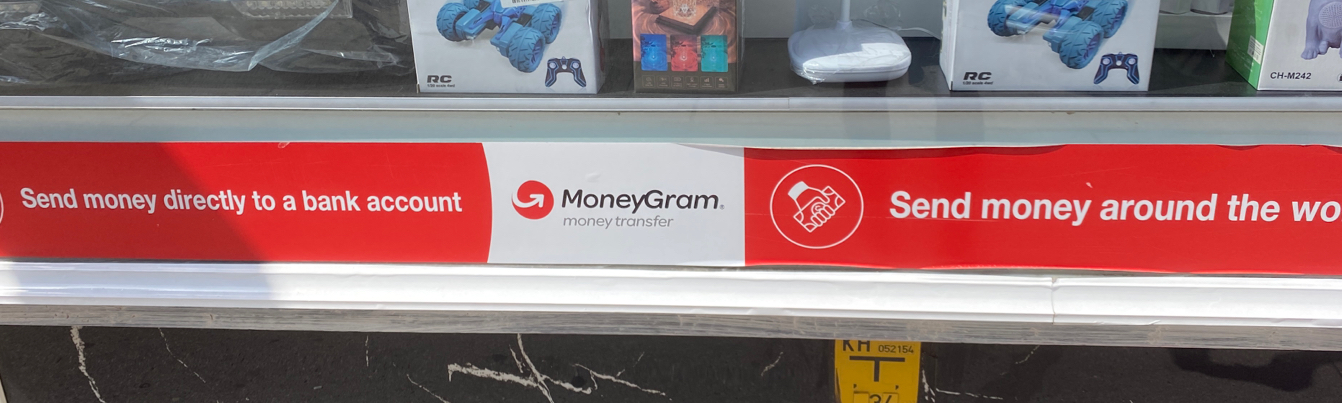 RC
RC
CH-M242
Send money directly to a bank account
MoneyGram
money transfer
Send money around the wo
KH 052154